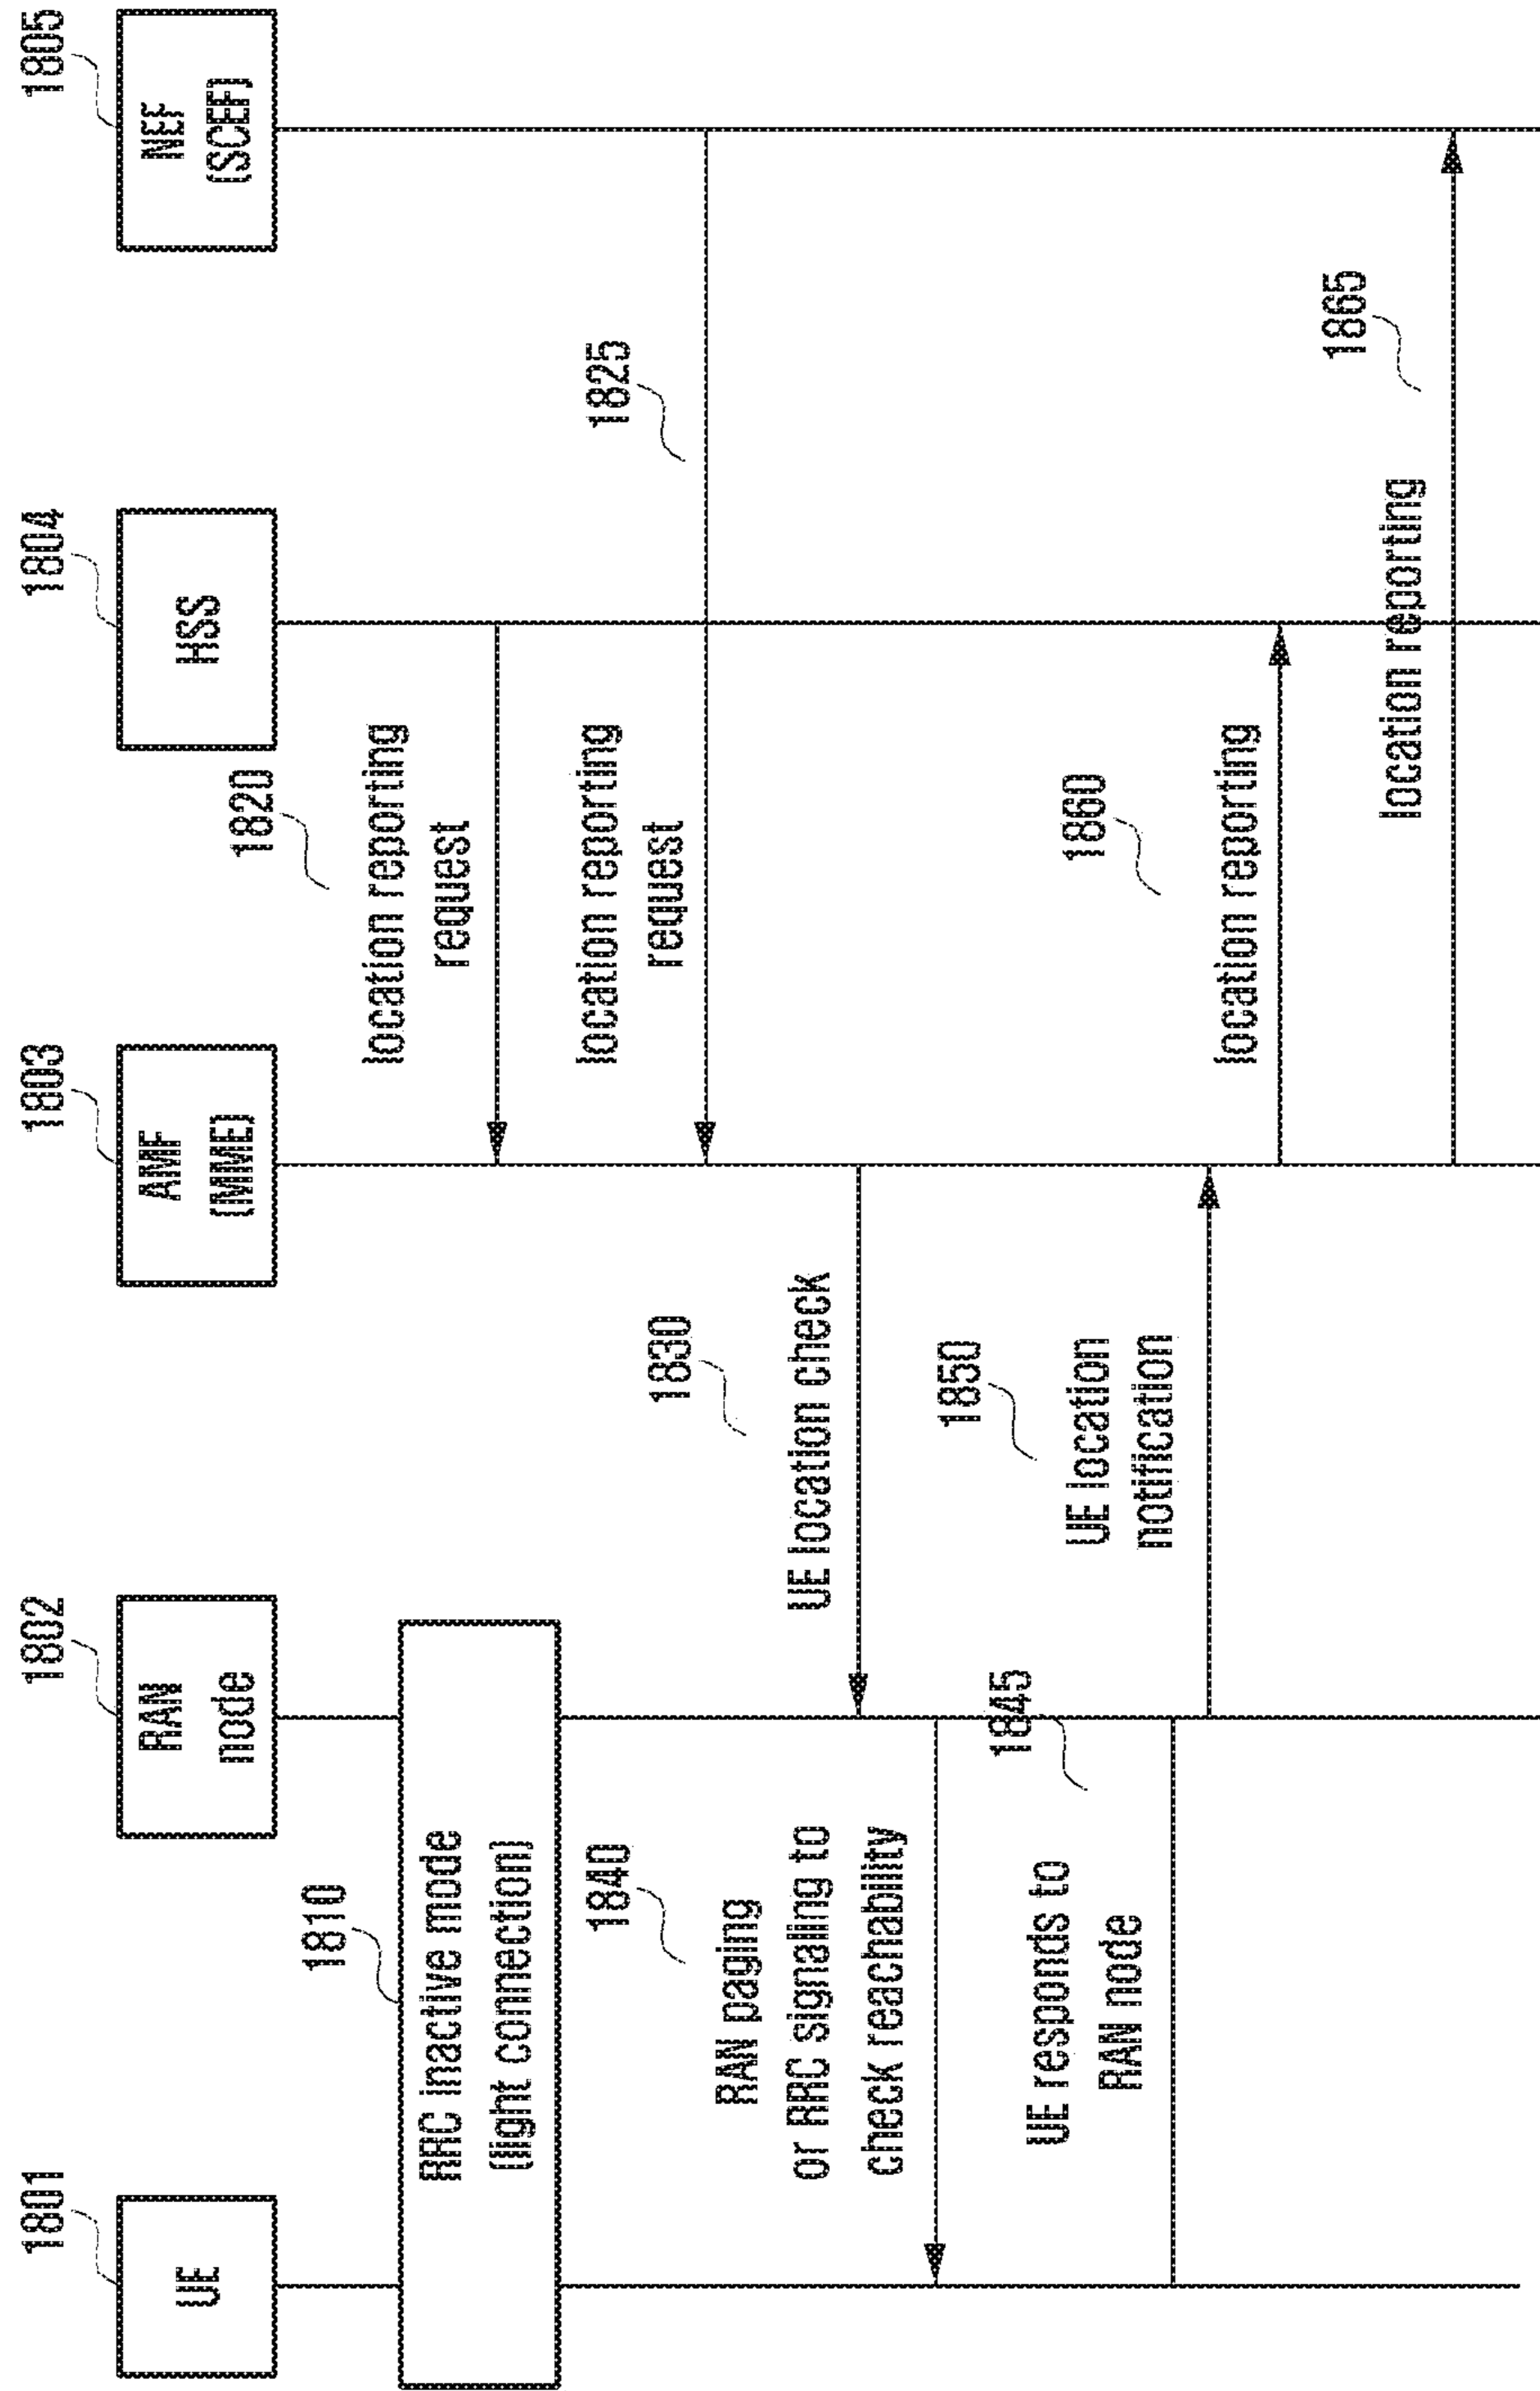 1801
UE
1802
RAN
node
1803
AMF
(MME)
1804
HSS
1805
NEF
(SCEF)
1810
RRC inactive mode
(light connection)
1820
location reporting
request
1825
location reporting
request
1830
UE location check
1840
RAN paging
or RRC signaling to
check reachability
1845
UE responds to
RAN node
1850
UE location
notification
1860
location reporting
1865
location reporting